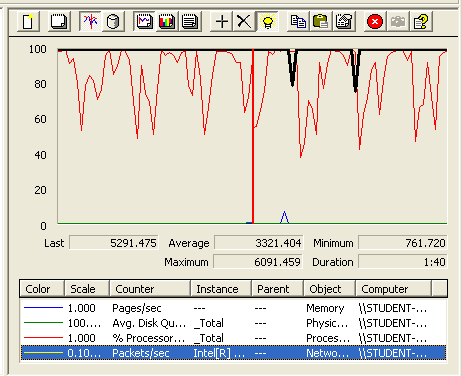 100
80
60
40
20
0
Last 5291.475 Average 3321.404 Minimum 761.720
Maximum 6091.459 Duration 1:40
Color Scale Counter Instance Parent Object Computer
1.000 Pages/sec --- --- Memory \\STUDENT-...
100.... Avg. Disk Qu... _Total --- Physic... \\STUDENT-...
1.000 % Processor... _Total --- Proces... \\STUDENT-...
0.10... Packets/sec Intel[R] ... --- Netwo... \\STUDENT-...